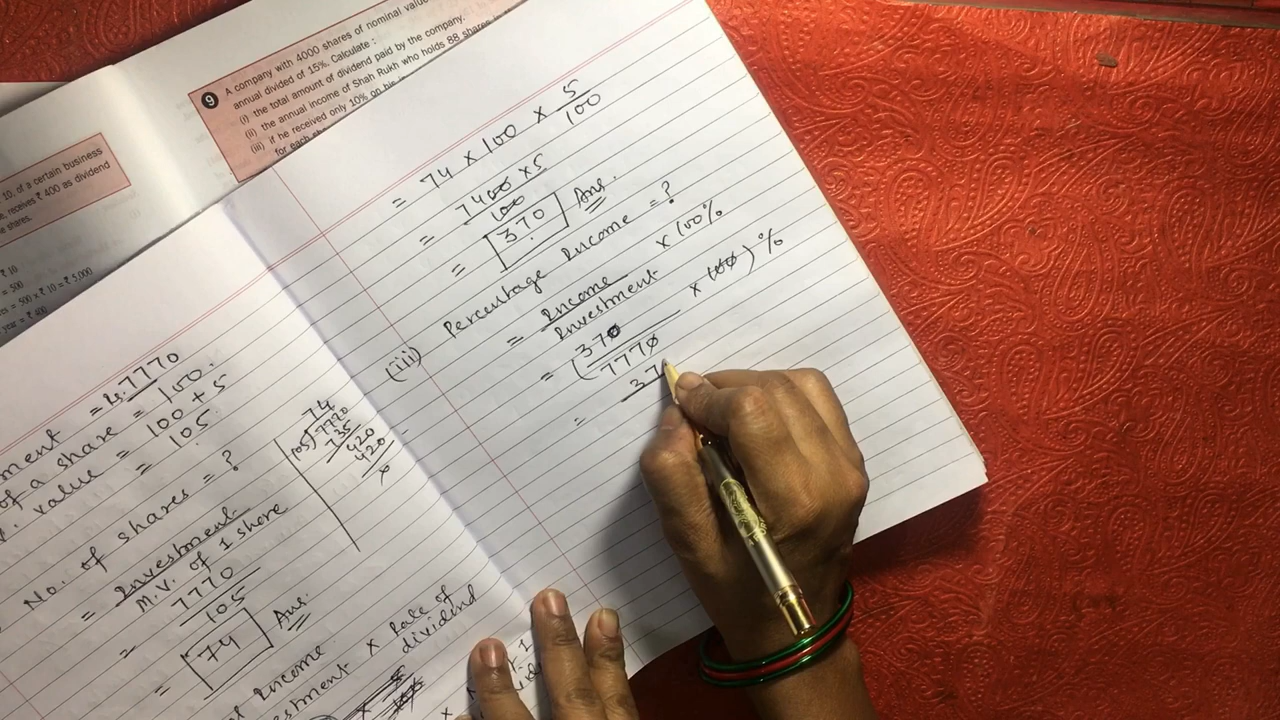 9 A company with 4000 shares of nominal value
annual divided of 15%. Calculate :
(i) the total amount of dividend paid by the company.
(ii) the annual income of Shah Rukh who holds 88 shares
(iii) if he received only 10% on his
for each
10, of a certain business
receives ₹ 400 as dividend
shares.
₹ 10
= 500
= 500 x ₹ 10 = ₹ 5,000
year = ₹ 400
= Rs. 7770
of a share = 100.
value = 100 + 5
= 105
No. of shares = ?
= Investment
M.V. of 1 share
= 7770
105
= 74 Ans.
74
105) 7770
735
420
420
x
Income
x Rate of
dividend
= 74 x 100 x 5
100
= 7400 x 5
100
= 370 Ans.
(iii) Percentage Income = ?
= Income x 100%
Investment
= (370 x 100) %
7770
= 37